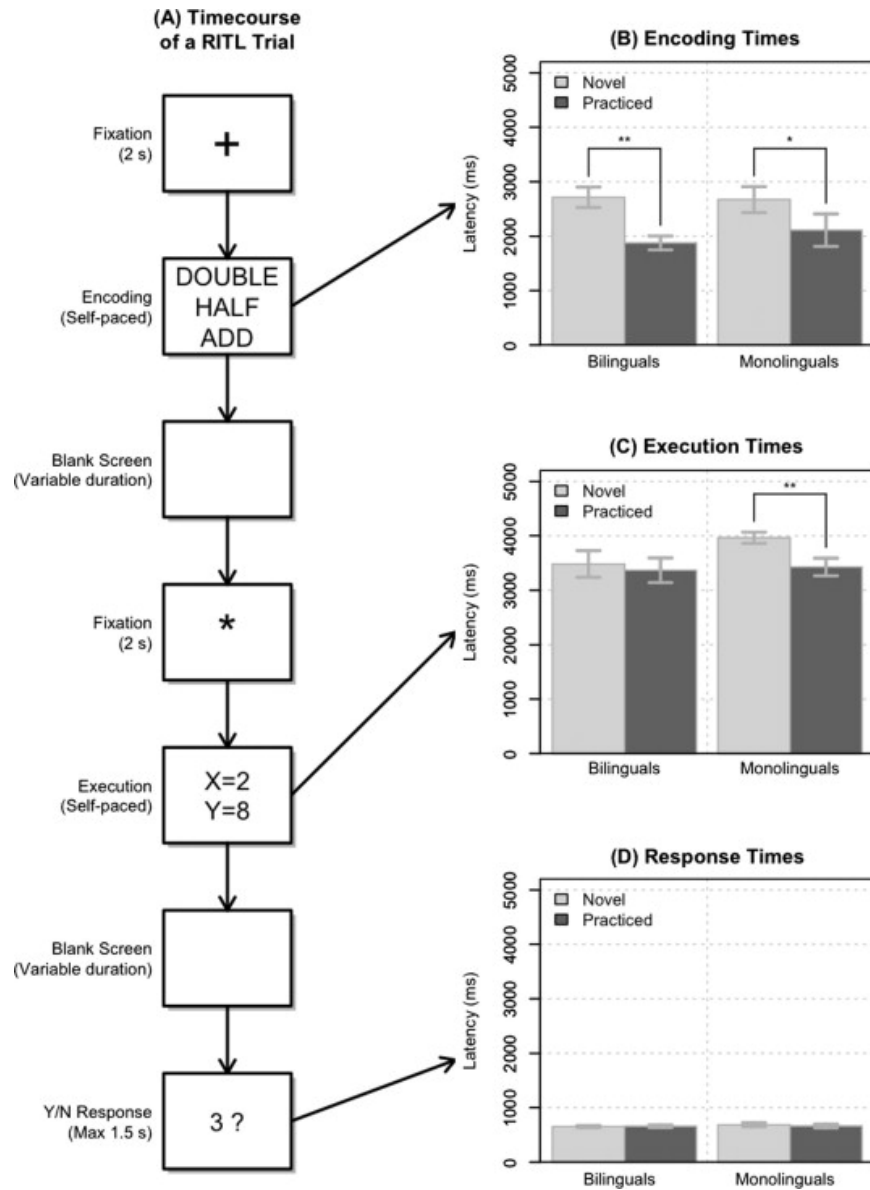 (A) Timecourse
of a RITL Trial
Fixation
(2 s)
+
Encoding
(Self-paced)
DOUBLE
HALF
ADD
Blank Screen
(Variable duration)
Fixation
(2 s)
*
Execution
(Self-paced)
X=2
Y=8
Blank Screen
(Variable duration)
Y/N Response
(Max 1.5 s)
3 ?
(B) Encoding Times
Latency (ms)
5000
4000
3000
2000
1000
0
Novel
Practiced
**
*
Bilinguals
Monolinguals
(C) Execution Times
Latency (ms)
5000
4000
3000
2000
1000
0
Novel
Practiced
**
Bilinguals
Monolinguals
(D) Response Times
Latency (ms)
5000
4000
3000
2000
1000
0
Novel
Practiced
Bilinguals
Monolinguals